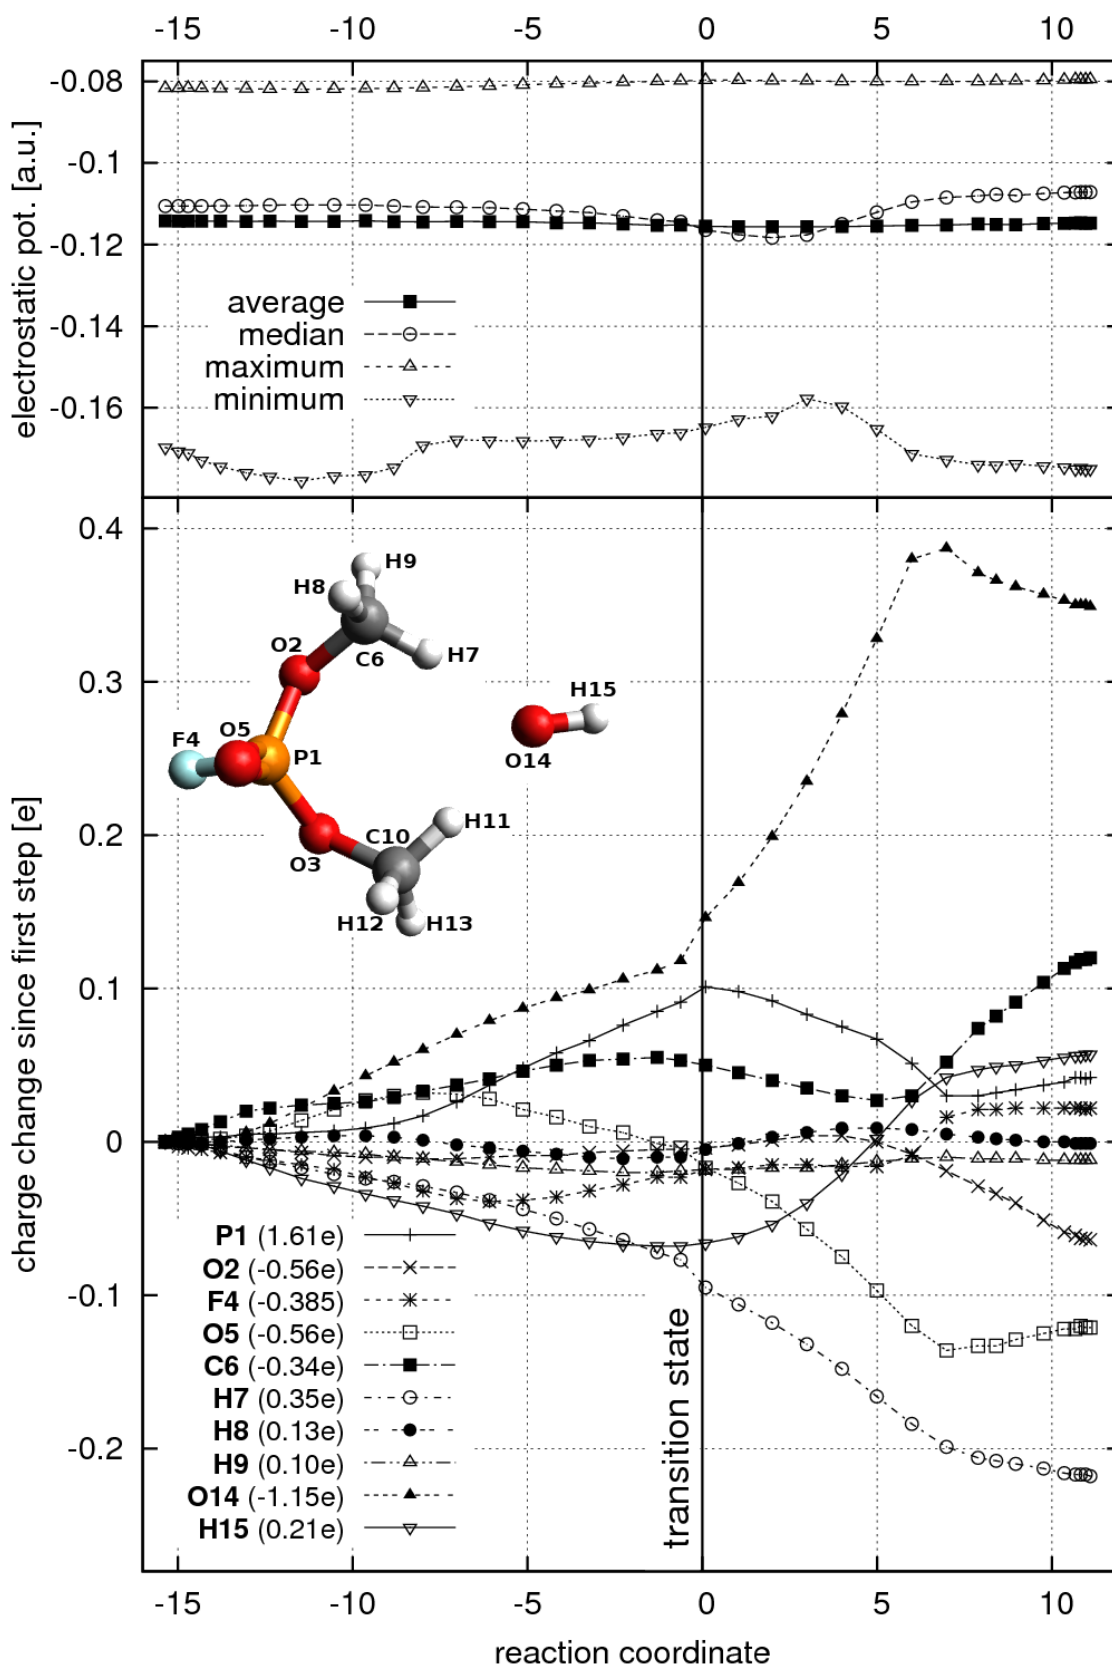 -15 -10 -5 0 5 10
electrostatic pot. [a.u.]
-0.08
-0.1
-0.12
-0.14
-0.16
average
median
maximum
minimum
charge change since first step [e]
0.4
0.3
0.2
0.1
0
-0.1
-0.2
H9
H8
O2
C6
H7
H15
F4
O5
P1
O14
C10
H11
O3
H12
H13
P1 (1.61e)
O2 (-0.56e)
F4 (-0.385)
O5 (-0.56e)
C6 (-0.34e)
H7 (0.35e)
H8 (0.13e)
H9 (0.10e)
O14 (-1.15e)
H15 (0.21e)
transition state
-15 -10 -5 0 5 10
reaction coordinate